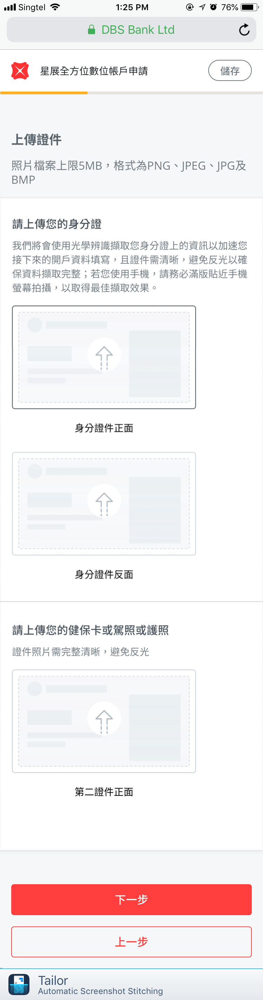 Singtel 1:25 PM 76%
DBS Bank Ltd
星展全方位數位帳戶申請 儲存
上傳證件
照片檔案上限5MB，格式為PNG、JPEG、JPG及
BMP
請上傳您的身分證
我們將會使用光學辨識擷取您身分證上的資訊以加速您
接下來的開戶資料填寫，且證件需清晰，避免反光以確
保資料擷取完整；若您使用手機，請務必滿版貼近手機
螢幕拍攝，以取得最佳擷取效果。
身分證件正面
身分證件反面
請上傳您的健保卡或駕照或護照
證件照片需完整清晰，避免反光
第二證件正面
下一步
上一步
Tailor
Automatic Screenshot Stitching